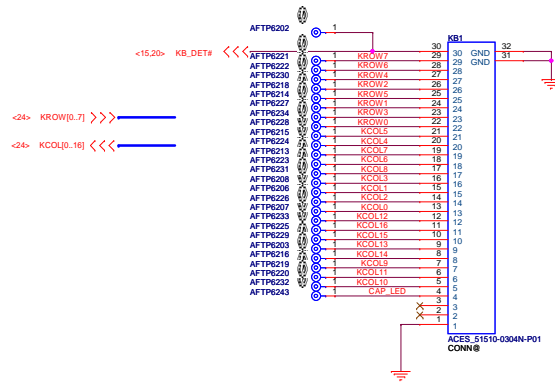 AFTP6202 1
KB1
<15,20> KB_DET# 30 30 GND 32
AFTP6221 1 KROW7 29 29 GND 31
AFTP6222 1 KROW6 28 28
AFTP6230 1 KROW4 27 27
AFTP6218 1 KROW2 26 26
AFTP6214 1 KROW5 25 25
AFTP6227 1 KROW1 24 24
AFTP6234 1 KROW3 23 23
<24> KROW[0..7]
AFTP6228 1 KROW0 22 22
AFTP6215 1 KCOL5 21 21
AFTP6224 1 KCOL4 20 20
<24> KCOL[0..16]
AFTP6213 1 KCOL7 19 19
AFTP6223 1 KCOL6 18 18
AFTP6231 1 KCOL8 17 17
AFTP6208 1 KCOL3 16 16
AFTP6206 1 KCOL1 15 15
AFTP6226 1 KCOL2 14 14
AFTP6207 1 KCOL0 13 13
AFTP6233 1 KCOL12 12 12
AFTP6225 1 KCOL16 11 11
AFTP6229 1 KCOL15 10 10
AFTP6203 1 KCOL13 9 9
AFTP6216 1 KCOL14 8 8
AFTP6219 1 KCOL9 7 7
AFTP6220 1 KCOL11 6 6
AFTP6232 1 KCOL10 5 5
AFTP6243 1 CAP_LED 4 4
3 3
2 2
1 1
ACES_51510-0304N-P01
CONN@